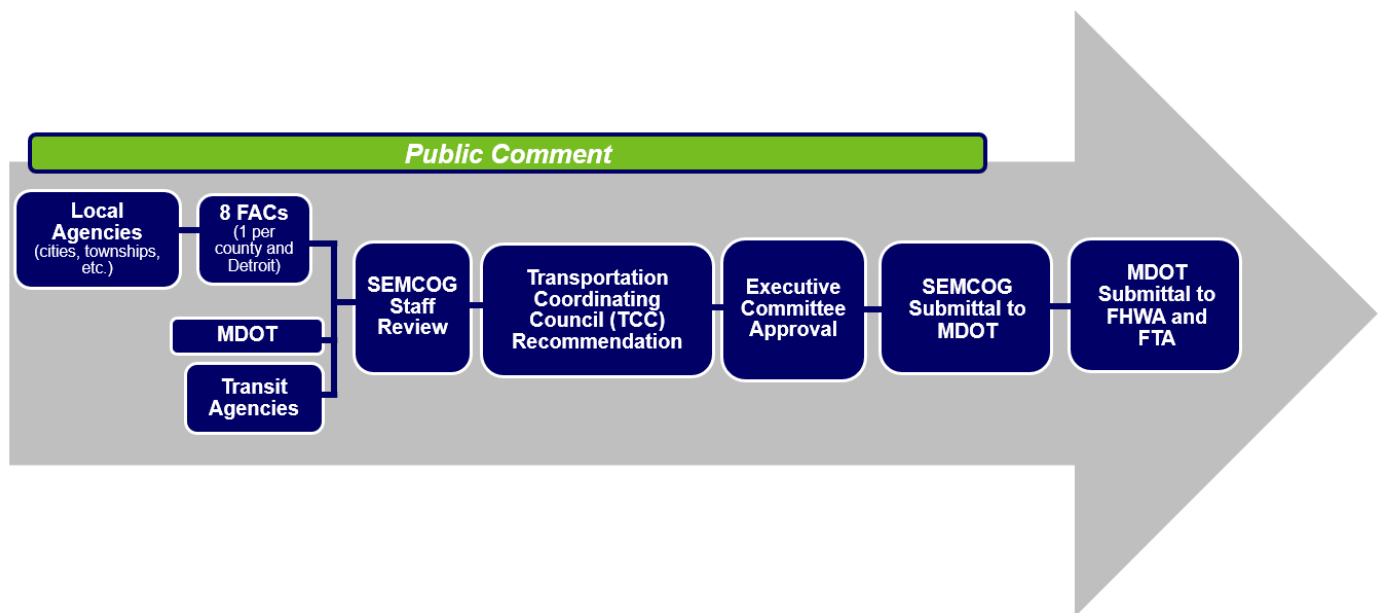 Public Comment
Local
Agencies
(cities, townships,
etc.)
8 FACs
(1 per
county and
Detroit)
MDOT
Transit
Agencies
SEMCOG
Staff
Review
Transportation
Coordinating
Council (TCC)
Recommendation
Executive
Committee
Approval
SEMCOG
Submittal to
MDOT
MDOT
Submittal to
FHWA and
FTA